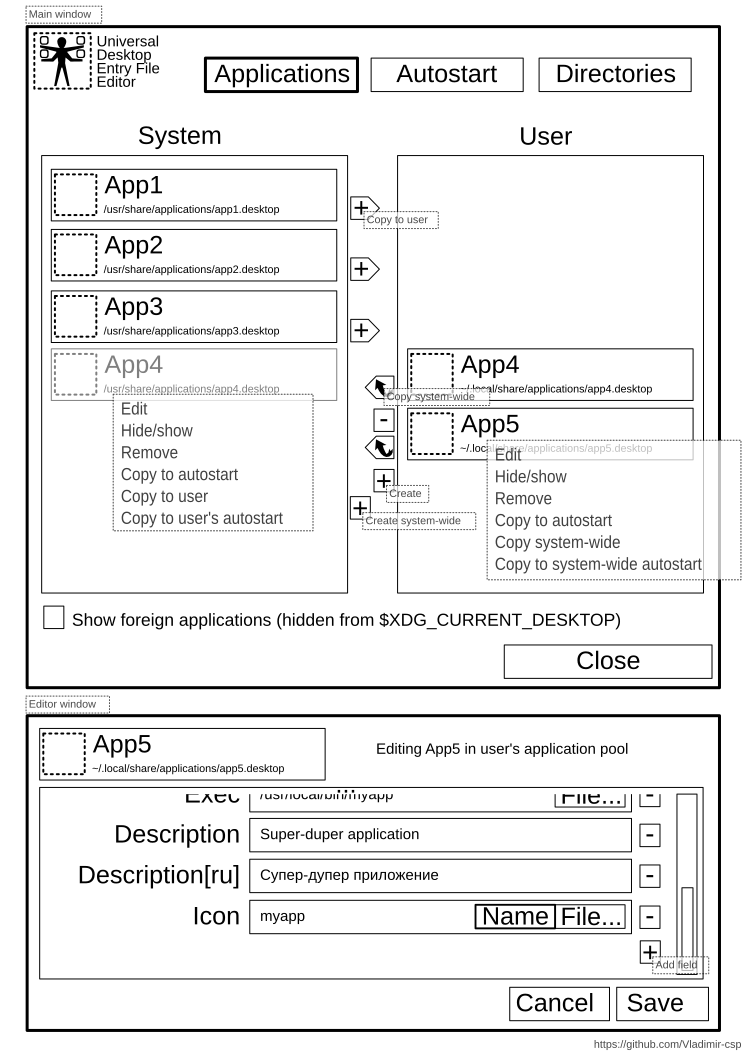 Main window
Universal
Desktop
Entry File
Editor
Applications
Autostart
Directories
System
User
App1
/usr/share/applications/app1.desktop
+
Copy to user
App2
/usr/share/applications/app2.desktop
+
App3
/usr/share/applications/app3.desktop
+
App4
/usr/share/applications/app4.desktop
Edit
Hide/show
Remove
Copy to autostart
Copy to user
Copy to user's autostart
App4
~/.local/share/applications/app4.desktop
Copy system-wide
-
App5
~/.local/share/applications/app5.desktop
+
Create
+
Create system-wide
Edit
Hide/show
Remove
Copy to autostart
Copy system-wide
Copy to system-wide autostart
Show foreign applications (hidden from $XDG_CURRENT_DESKTOP)
Close
Editor window
App5
~/.local/share/applications/app5.desktop
Editing App5 in user's application pool
...
Exec /usr/local/bin/myapp File... -
Description Super-duper application -
Description[ru] Супер-дупер приложение -
Icon myapp Name File... -
+
Add field
Cancel
Save
https://github.com/Vladimir-csp